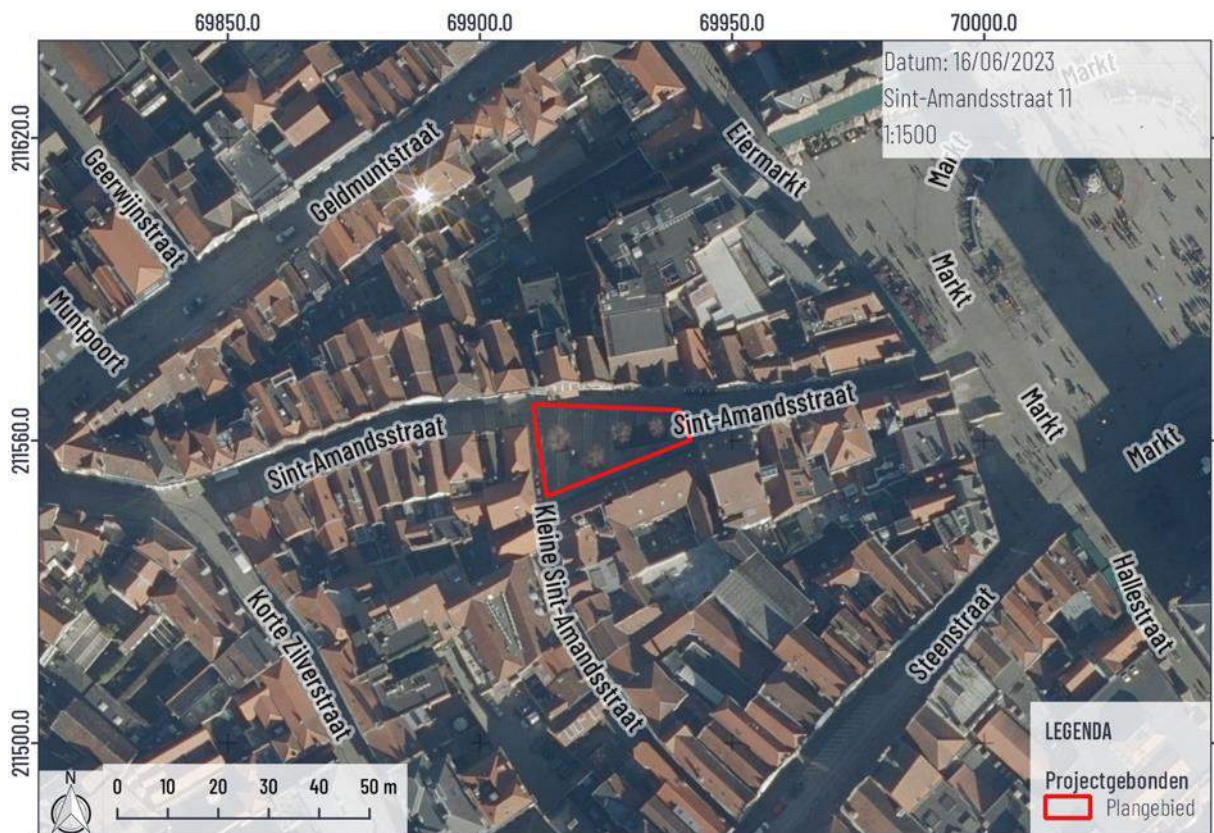 69850.0
69900.0
69950.0
70000.0
Datum: 16/06/2023
Sint-Amandsstraat 11
1:1500
Markt
Markt
Eiermarkt
211620.0
Geerwijnstraat
Geldmuntstraat
Markt
Muntpoort
Markt
Markt
211560.0
Sint-Amandsstraat
Sint-Amandsstraat
Kleine Sint-Amandsstraat
Korte Zilverstraat
Steenstraat
Hallestraat
211500.0
N
0 10 20 30 40 50 m
LEGENDA
Projectgebonden
Plangebied